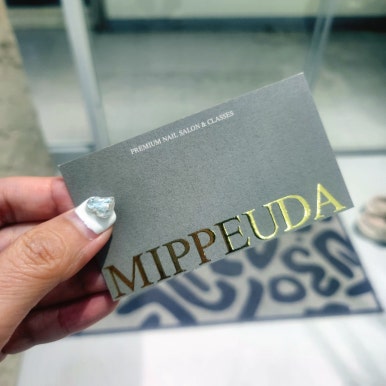 PREMIUM NAIL SALON & CLASSES
MIPPEUDA